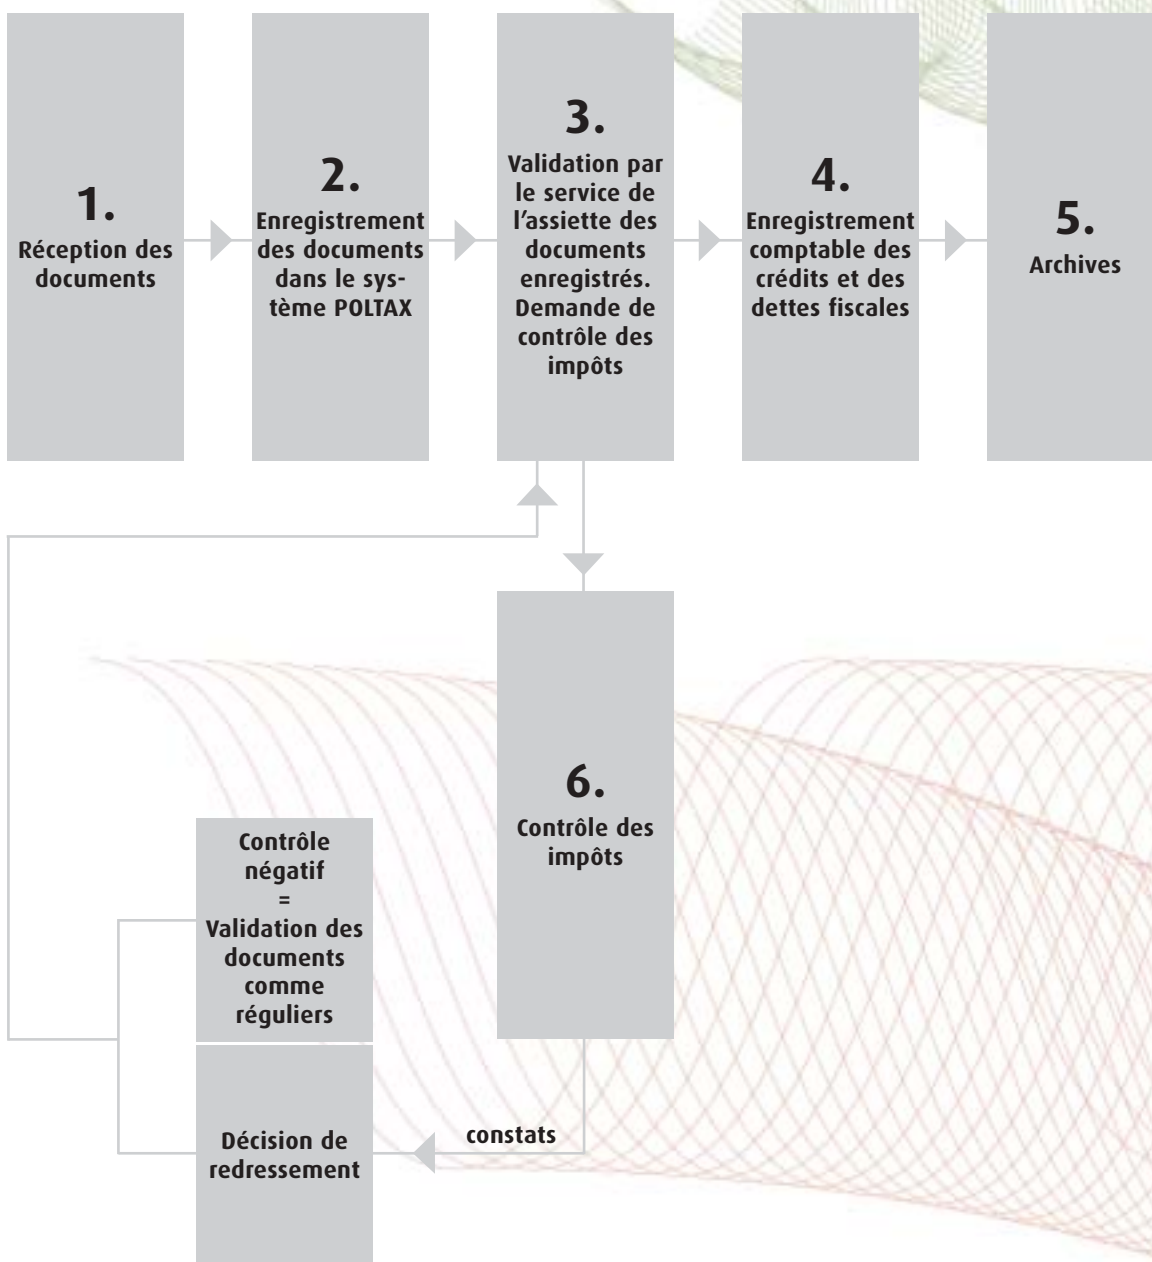 1.
Réception des
documents
2.
Enregistrement
des documents
dans le sys-
tème POLTAX
3.
Validation par
le service de
l'assiette des
documents
enregistrés.
Demande de
contrôle des
impôts
4.
Enregistrement
comptable des
crédits et des
dettes fiscales
5.
Archives
6.
Contrôle des
impôts
Contrôle
négatif
=
Validation des
documents
comme
réguliers
Décision de
redressement
constats